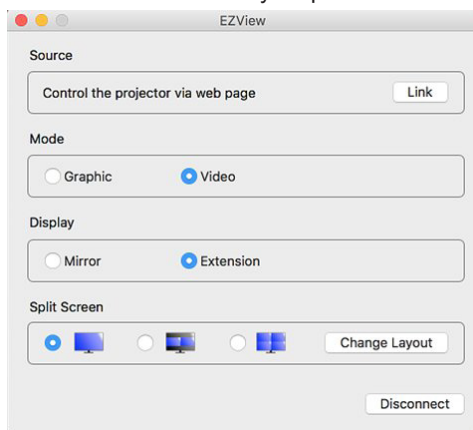 EZView
Source
Control the projector via web page Link
Mode
Graphic Video
Display
Mirror Extension
Split Screen
Change Layout
Disconnect